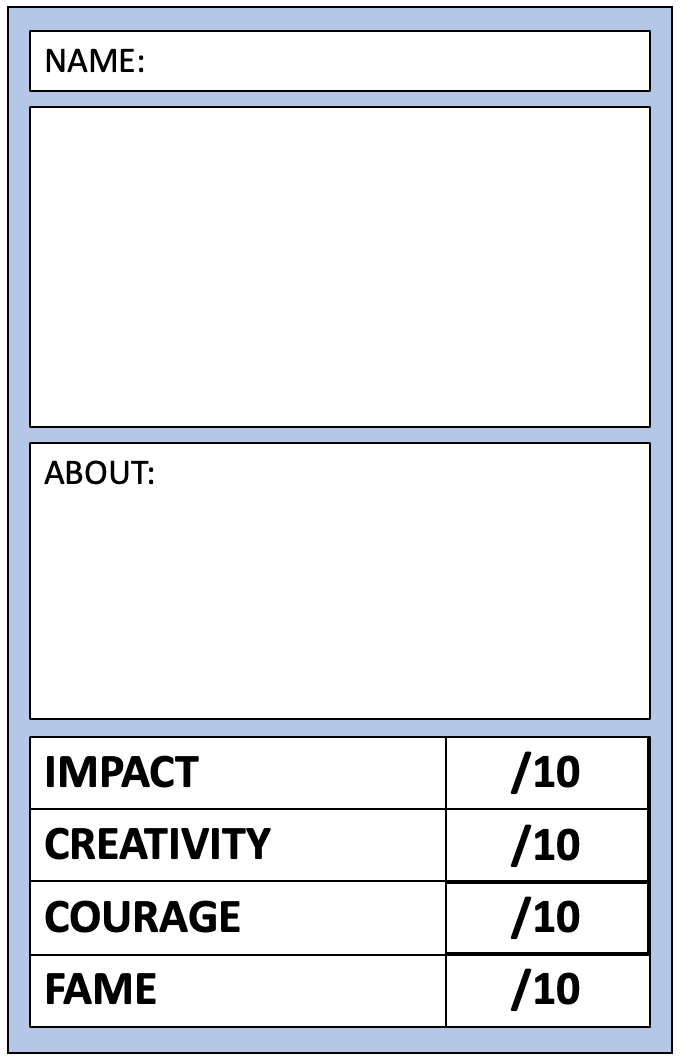 NAME:
ABOUT:
IMPACT /10
CREATIVITY /10
COURAGE /10
FAME /10